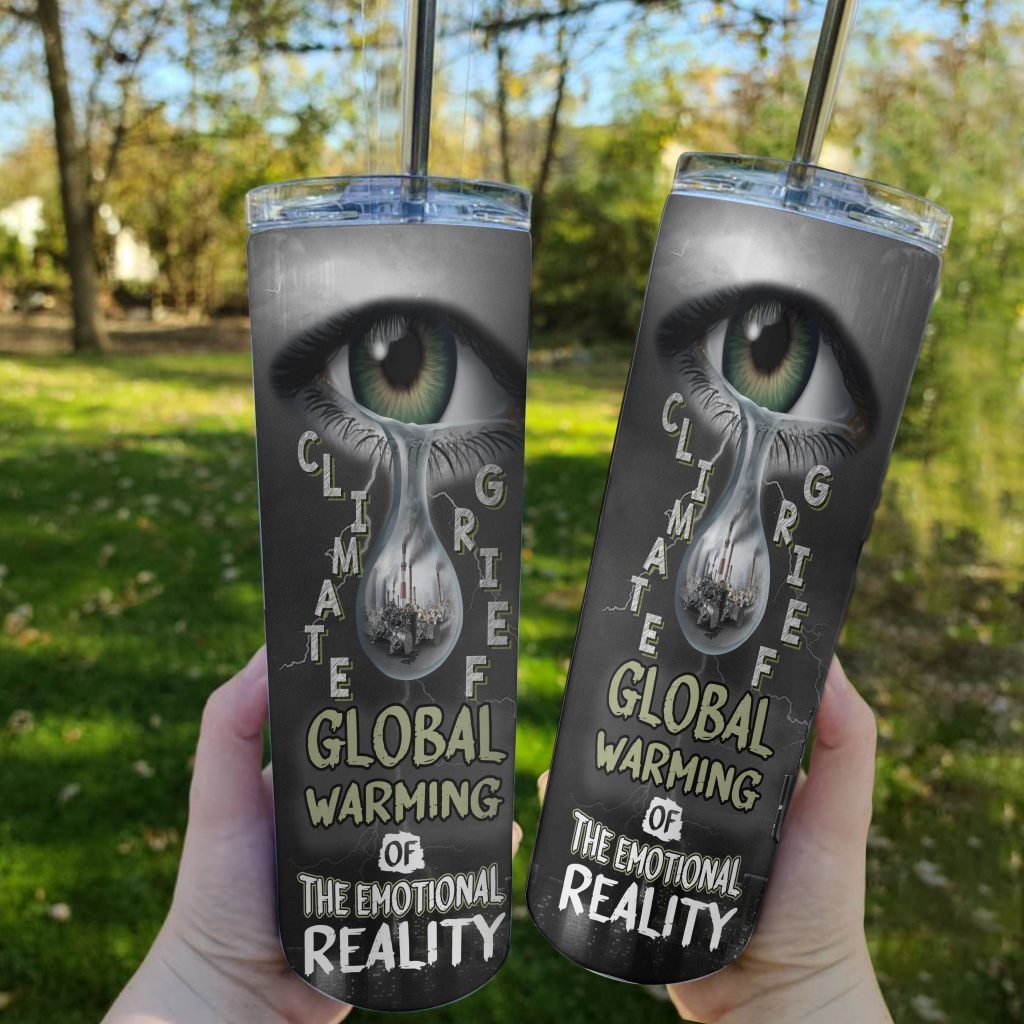 CLIMATE
GRIEF
GLOBAL
WARMING
OF
THE EMOTIONAL
REALITY
CLIMATE
GRIEF
GLOBAL
WARMING
OF
THE EMOTIONAL
REALITY